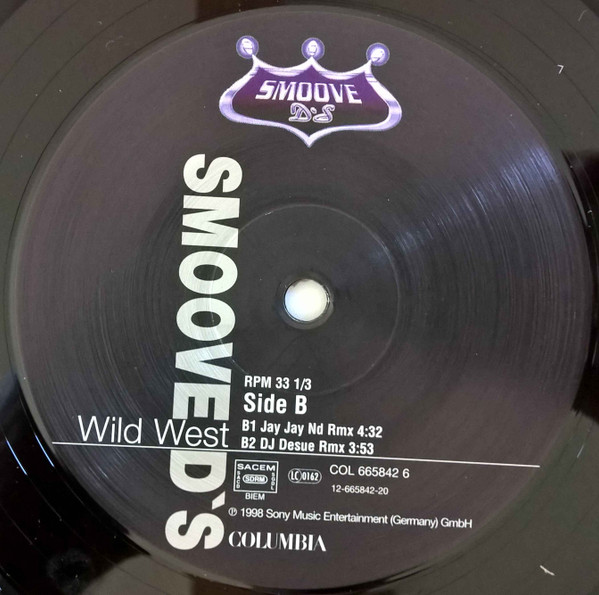 SMOOVE
D'S
SMOOVE D'S
RPM 33 1/3
Side B
Wild West
B1 Jay Jay Nd Rmx 4:32
B2 DJ Desue Rmx 3:53
SACEM
SACD SDRM SGDL
BIEM
LC 0162
COL 665842 6
12-665842-20
℗ 1998 Sony Music Entertainment (Germany) GmbH
COLUMBIA
7